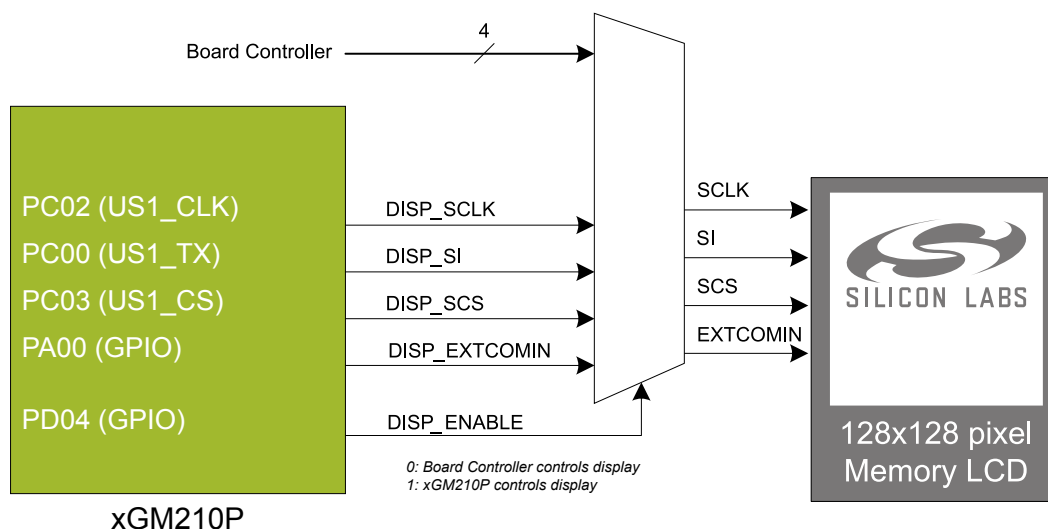 4
Board Controller
PC02 (US1_CLK)
PC00 (US1_TX)
PC03 (US1_CS)
PA00 (GPIO)
PD04 (GPIO)
xGM210P
DISP_SCLK
DISP_SI
DISP_SCS
DISP_EXTCOMIN
DISP_ENABLE
0: Board Controller controls display
1: xGM210P controls display
SCLK
SI
SCS
EXTCOMIN
SILICON LABS
128x128 pixel
Memory LCD